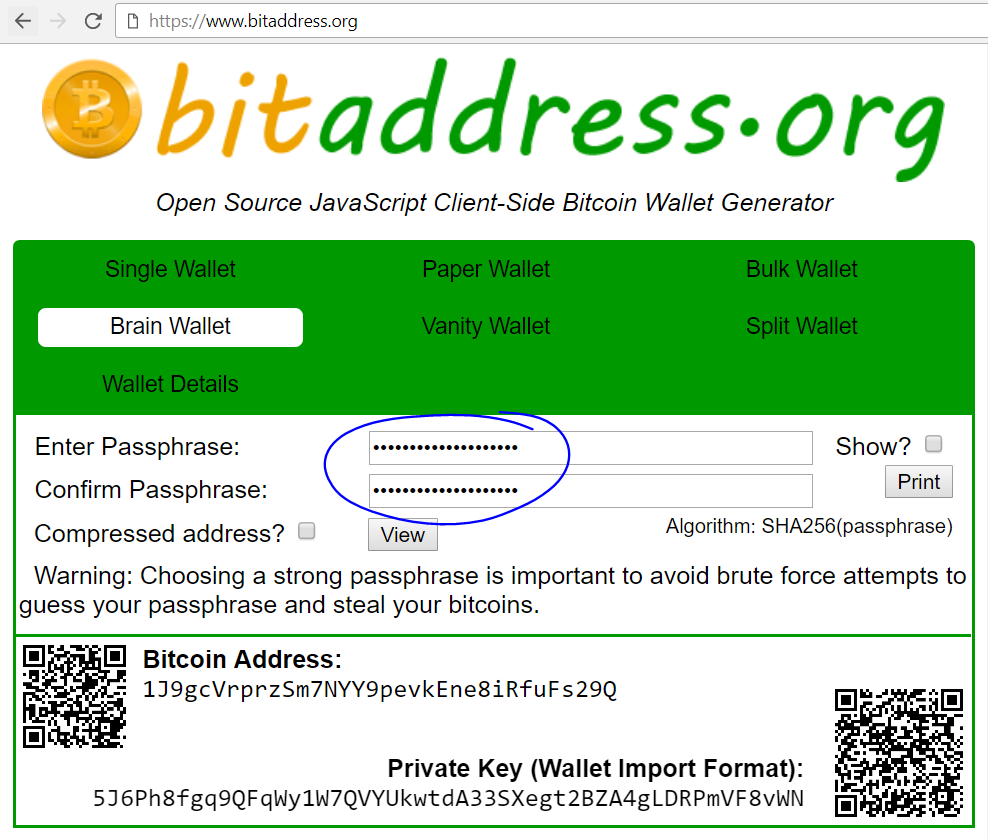 https://www.bitaddress.org
bitaddress.org
Open Source JavaScript Client-Side Bitcoin Wallet Generator
Single Wallet Paper Wallet Bulk Wallet
Brain Wallet Vanity Wallet Split Wallet
Wallet Details
Enter Passphrase: •••••••••••••••••••• Show?
Confirm Passphrase: •••••••••••••••••••• Print
Compressed address? View Algorithm: SHA256(passphrase)
Warning: Choosing a strong passphrase is important to avoid brute force attempts to
guess your passphrase and steal your bitcoins.
Bitcoin Address:
1J9gcVrprzSm7NYY9pevkEne8iRfuFs29Q
Private Key (Wallet Import Format):
5J6Ph8fgq9QFqWy1W7QVYUkwtdA33SXegt2BZA4gLDRPmVF8vWN